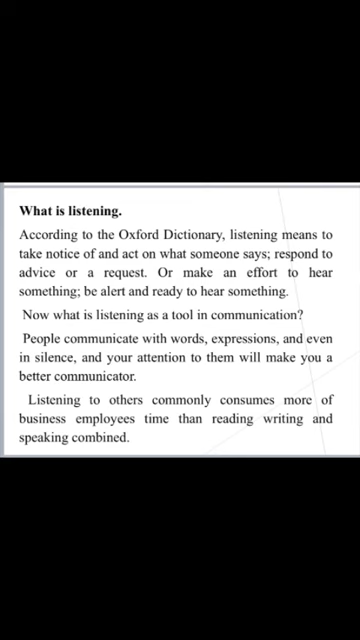 What is listening.
According to the Oxford Dictionary, listening means to
take notice of and act on what someone says; respond to
advice or a request. Or make an effort to hear
something; be alert and ready to hear something.
Now what is listening as a tool in communication?
People communicate with words, expressions, and even
in silence, and your attention to them will make you a
better communicator.
Listening to others commonly consumes more of
business employees time than reading writing and
speaking combined.